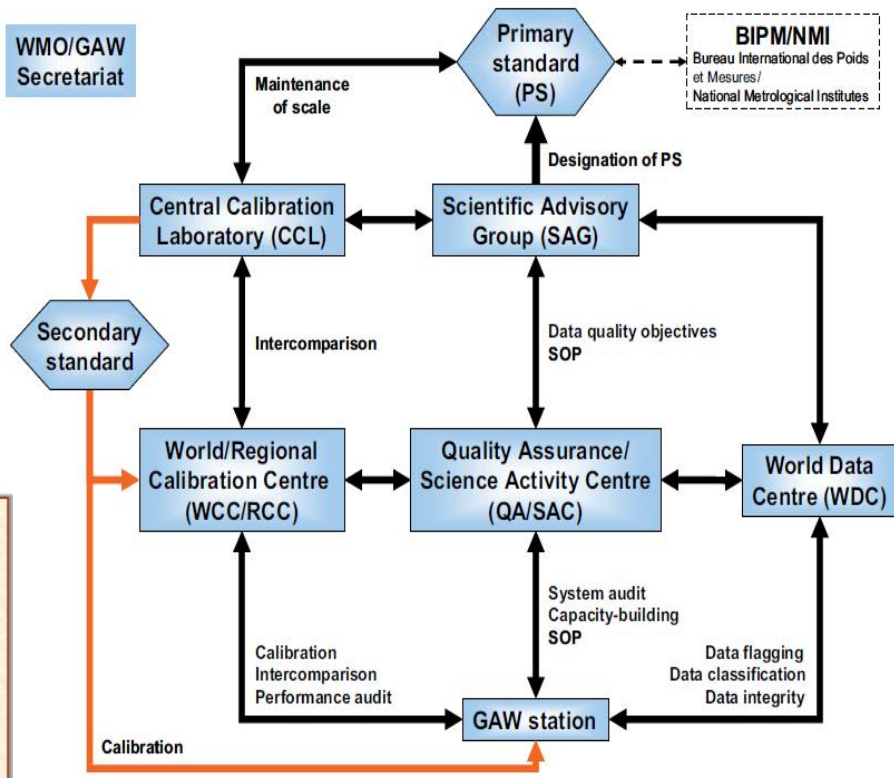 WMO/GAW
Secretariat
Primary
standard
(PS)
BIPM/NMI
Bureau International des Poids
et Mesures/
National Metrological Institutes
Maintenance
of scale
Designation of PS
Central Calibration
Laboratory (CCL)
Scientific Advisory
Group (SAG)
Secondary
standard
Intercomparison
Data quality objectives
SOP
World/Regional
Calibration Centre
(WCC/RCC)
Quality Assurance/
Science Activity Centre
(QA/SAC)
World Data
Centre (WDC)
System audit
Capacity-building
SOP
Calibration
Intercomparison
Performance audit
Data flagging
Data classification
Data integrity
GAW station
Calibration